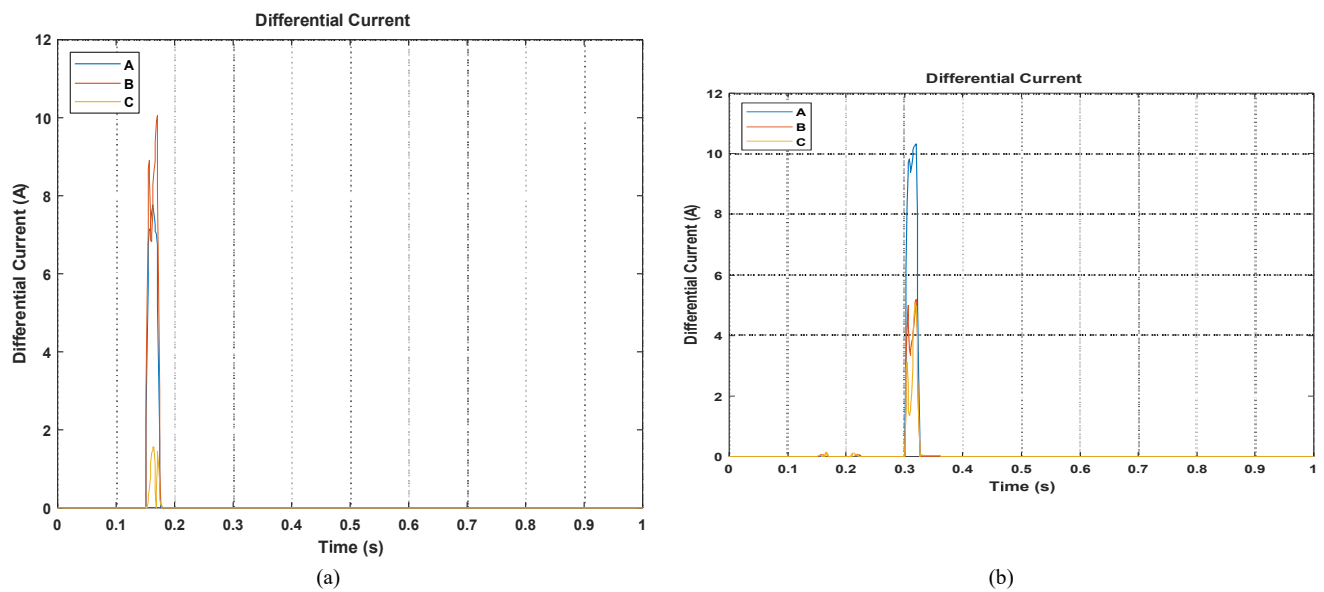 Differential Current
12
10
8
6
4
2
0
A
B
C
Differential Current (A)
0 0.1 0.2 0.3 0.4 0.5 0.6 0.7 0.8 0.9 1
Time (s)
(a)
Differential Current
12
10
8
6
4
2
0
A
B
C
Differential Current (A)
0 0.1 0.2 0.3 0.4 0.5 0.6 0.7 0.8 0.9 1
Time (s)
(b)